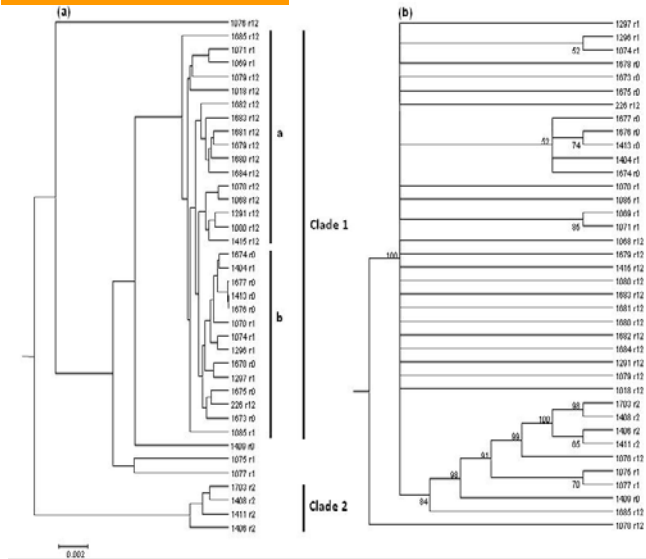 (a)
1076 r12
1685 r12
1071 r1
1069 r1
1079 r12
1018 r12
1682 r12
1683 r12
1681 r12
1679 r12
1680 r12
1684 r12
1070 r12
1068 r12
1291 r12
1000 r12
1415 r12
1674 r0
1404 r1
1677 r0
1413 r0
1676 r0
1070 r1
1074 r1
1296 r1
1670 r0
1297 r1
1675 r0
226 r12
1673 r0
1085 r1
1409 r0
1075 r1
1077 r1
1703 r2
1408 r2
1411 r2
1406 r2
a
b
Clade 1
Clade 2
0.002
(b)
1297 r1
1296 r1
1074 r1
1678 r0
1673 r0
1675 r0
226 r12
1677 r0
1676 r0
1413 r0
1404 r1
1674 r0
1070 r1
1085 r1
1069 r1
1071 r1
1068 r12
1679 r12
1415 r12
1080 r12
1683 r12
1681 r12
1680 r12
1682 r12
1684 r12
1291 r12
1079 r12
1018 r12
1703 r2
1408 r2
1406 r2
1411 r2
1076 r12
1075 r1
1077 r1
1409 r0
1685 r12
1070 r12
52
74
86
100
98
100
65
99
91
70
98
84